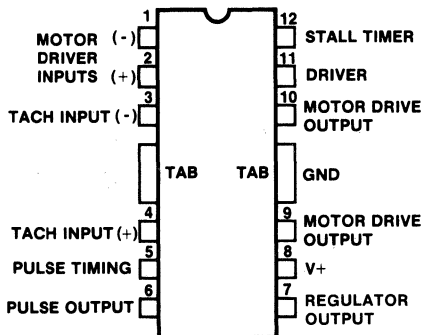 1
12
MOTOR (-)
DRIVER
INPUTS (+)
STALL TIMER
2
11
DRIVER
3
10
TACH INPUT (-)
MOTOR DRIVE
OUTPUT
TAB
TAB
GND
4
9
TACH INPUT (+)
MOTOR DRIVE
OUTPUT
5
8
PULSE TIMING
V+
6
7
PULSE OUTPUT
REGULATOR
OUTPUT